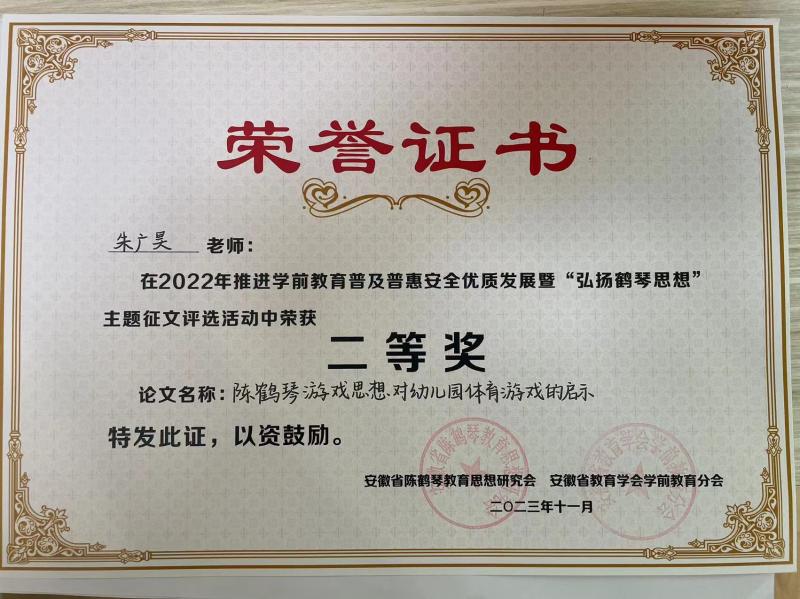 荣誉证书
朱广昊 老师：
在2022年推进学前教育普及普惠安全优质发展暨“弘扬鹤琴思想”
主题征文评选活动中荣获
二等奖
论文名称：陈鹤琴游戏思想对幼儿园体育游戏的启示
特发此证，以资鼓励。
安徽省陈鹤琴教育思想研究会 安徽省教育学会学前教育分会
二〇二三年十一月